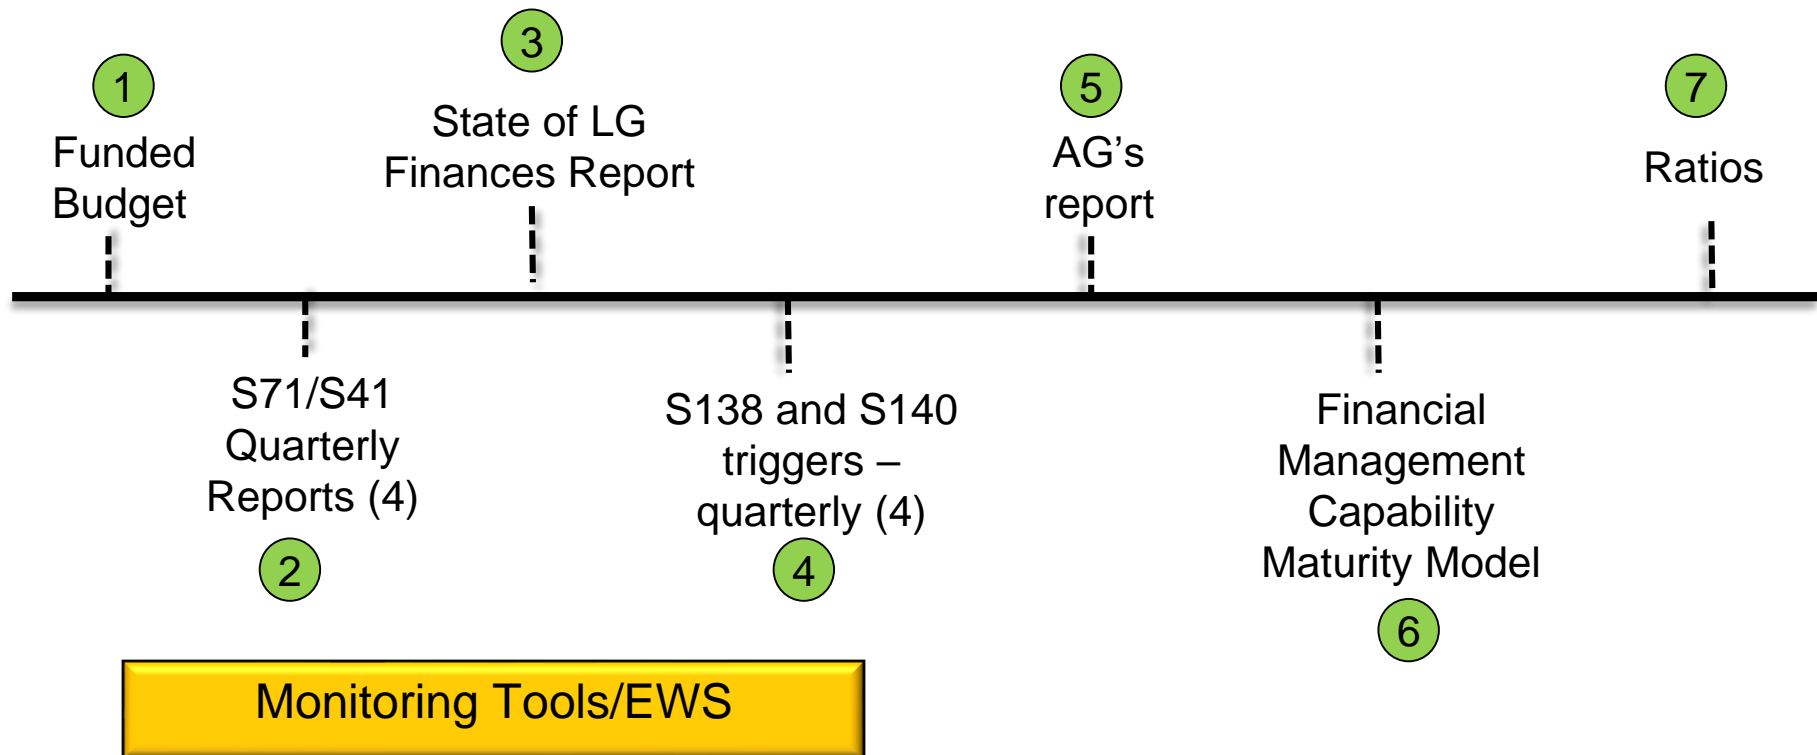 1
Funded
Budget
S71/S41
Quarterly
Reports (4)
2
3
State of LG
Finances Report
S138 and S140
triggers –
quarterly (4)
4
5
AG’s
report
Financial
Management
Capability
Maturity Model
6
7
Ratios
Monitoring Tools/EWS